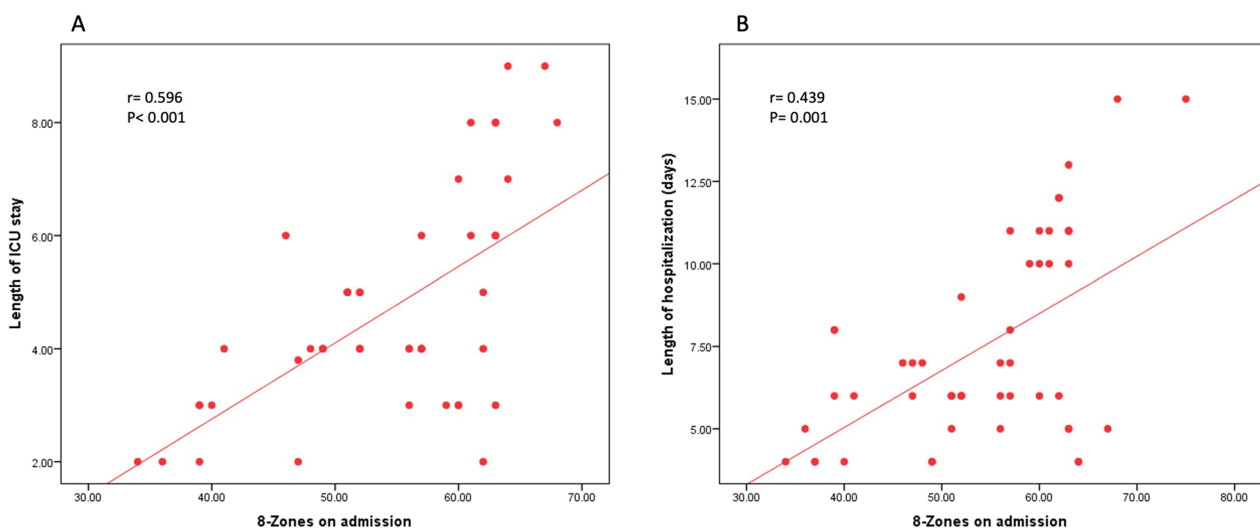 A
r= 0.596
P< 0.001
Length of ICU stay
8.00
6.00
4.00
2.00
30.00 40.00 50.00 60.00 70.00
8-Zones on admission
B
r= 0.439
P= 0.001
Length of hospitalization (days)
15.00
12.50
10.00
7.50
5.00
30.00 40.00 50.00 60.00 70.00 80.00
8-Zones on admission